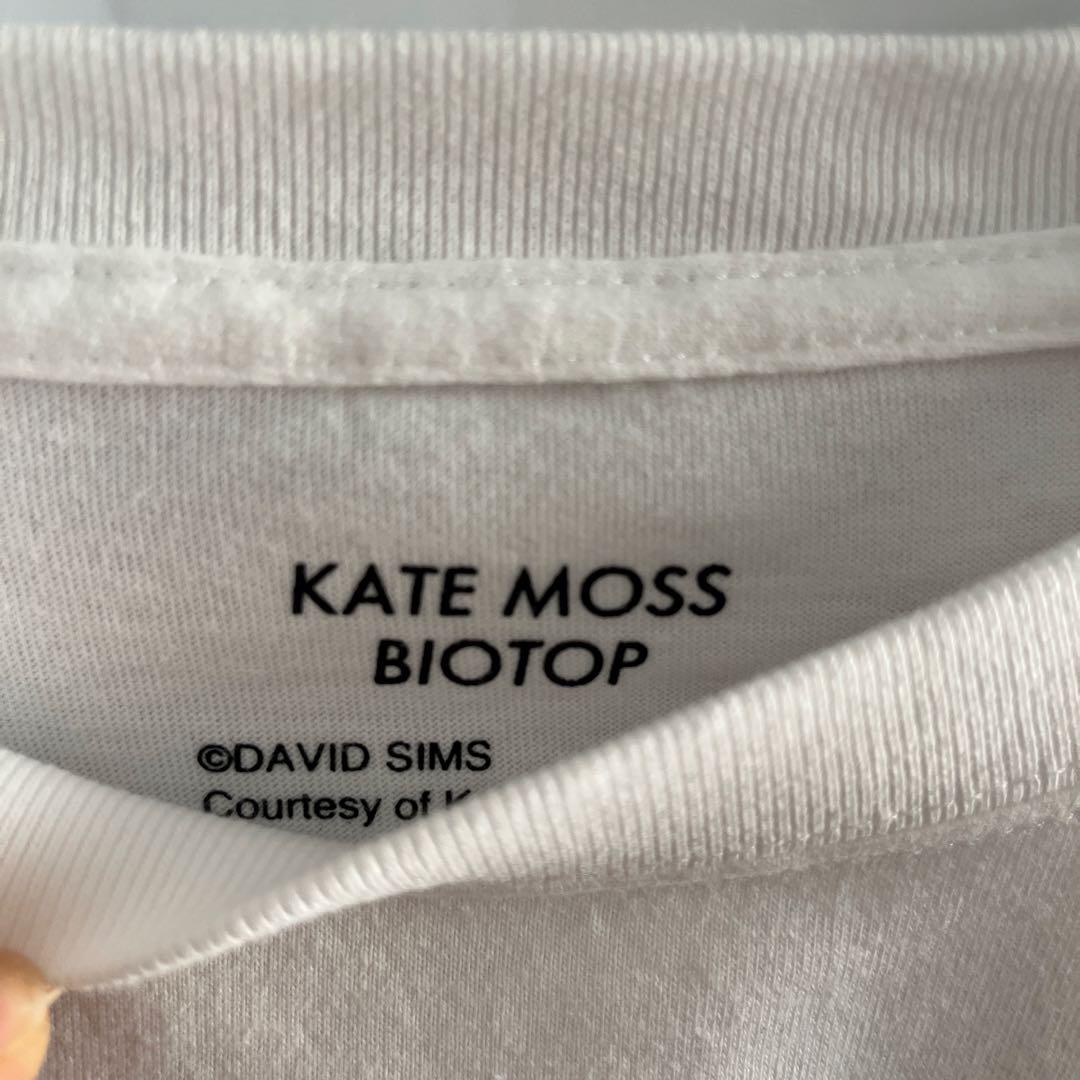 KATE MOSS
BIOTOP
©DAVID SIMS
Courtesy of